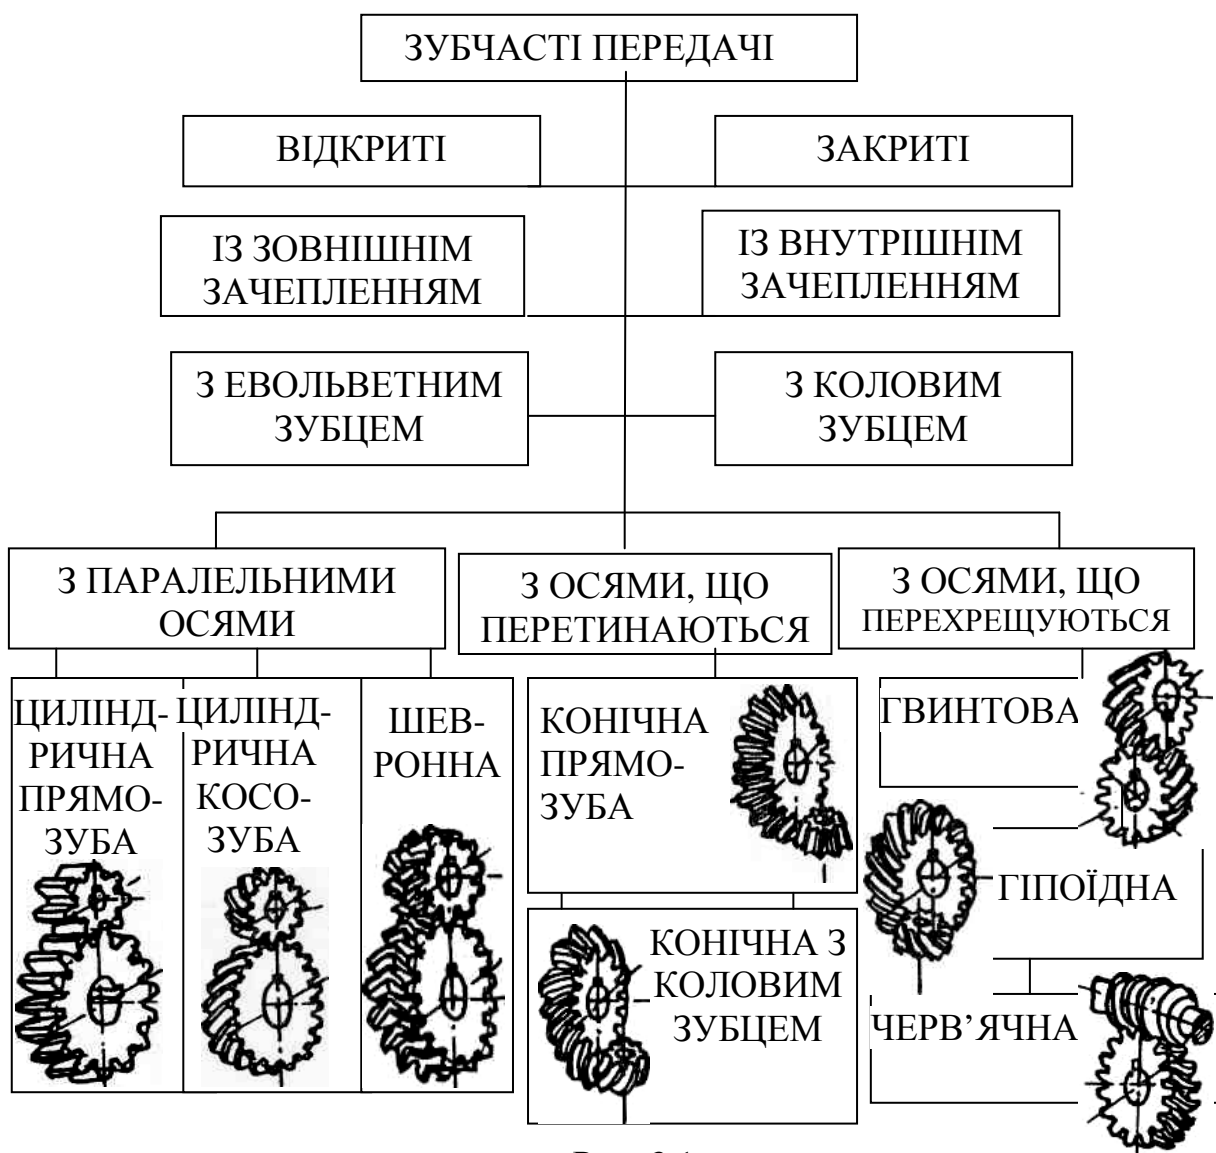 ЗУБЧАСТІ ПЕРЕДАЧІ
ВІДКРИТІ
ЗАКРИТІ
ІЗ ЗОВНІШНІМ
ЗАЧЕПЛЕННЯМ
ІЗ ВНУТРІШНІМ
ЗАЧЕПЛЕННЯМ
З ЕВОЛЬВЕТНИМ
ЗУБЦЕМ
З КОЛОВИМ
ЗУБЦЕМ
З ПАРАЛЕЛЬНИМИ
ОСЯМИ
З ОСЯМИ, ЩО
ПЕРЕТИНАЮТЬСЯ
З ОСЯМИ, ЩО
ПЕРЕХРЕЩУЮТЬСЯ
ЦИЛІНД-
РИЧНА
ПРЯМО-
ЗУБА
ЦИЛІНД-
РИЧНА
КОСО-
ЗУБА
ШЕВ-
РОННА
КОНІЧНА
ПРЯМО-
ЗУБА
КОНІЧНА З
КОЛОВИМ
ЗУБЦЕМ
ГВИНТОВА
ГІПОЇДНА
ЧЕРВ’ЯЧНА